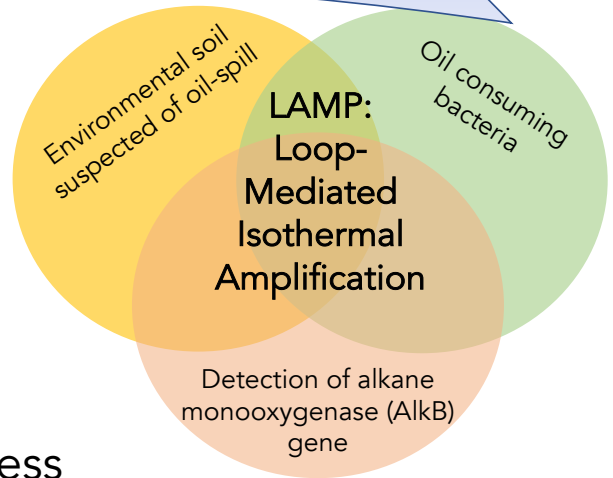 Environmental soil
suspected of oil-spill
Oil consuming
bacteria
LAMP:
Loop-
Mediated
Isothermal
Amplification
Detection of alkane
monooxygenase (AlkB)
gene
ess